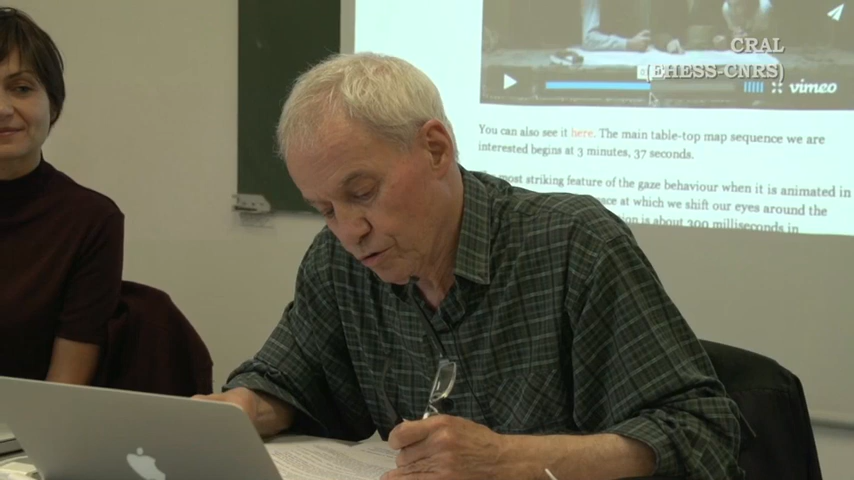 CRAL
(EHESS-CNRS)
vimeo
You can also see it here. The main table-top map sequence we are
interested begins at 3 minutes, 37 seconds.
most striking feature of the gaze behaviour when it is animated in
at which we shift our eyes around the
is about 300 milliseconds in